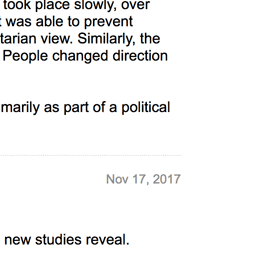 took place slowly, over
was able to prevent
tarian view. Similarly, the
People changed direction
marily as part of a political
Nov 17, 2017
new studies reveal.